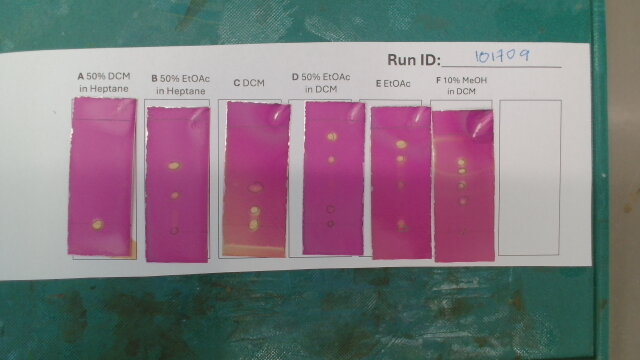 Run ID: 101709
A 50% DCM
in Heptane
B 50% EtOAc
in Heptane
C DCM
D 50% EtOAc
in DCM
E EtOAc
F 10% MeOH
in DCM